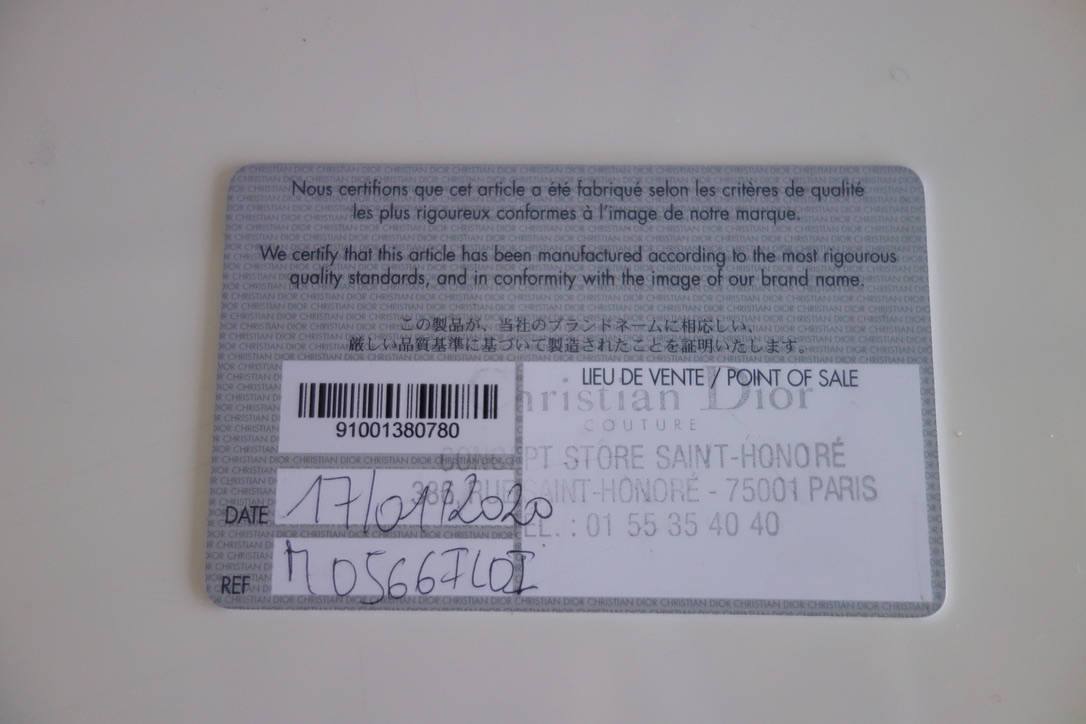 Nous certifions que cet article a été fabriqué selon les critères de qualité
les plus rigoureux conformes à l'image de notre marque.
We certify that this article has been manufactured according to the most rigourous
quality standards, and in conformity with the image of our brand name.
この製品が、当社のブランドネームに相応しい、
厳しい品質基準に基づいて製造されたことを証明いたします。
91001380780
DATE 17/01/2020
REF M0566FLOI
LIEU DE VENTE / POINT OF SALE
Christian Dior
COUTURE
CONCEPT STORE SAINT-HONORÉ
RUE SAINT-HONORÉ - 75001 PARIS
TEL. : 01 55 35 40 40